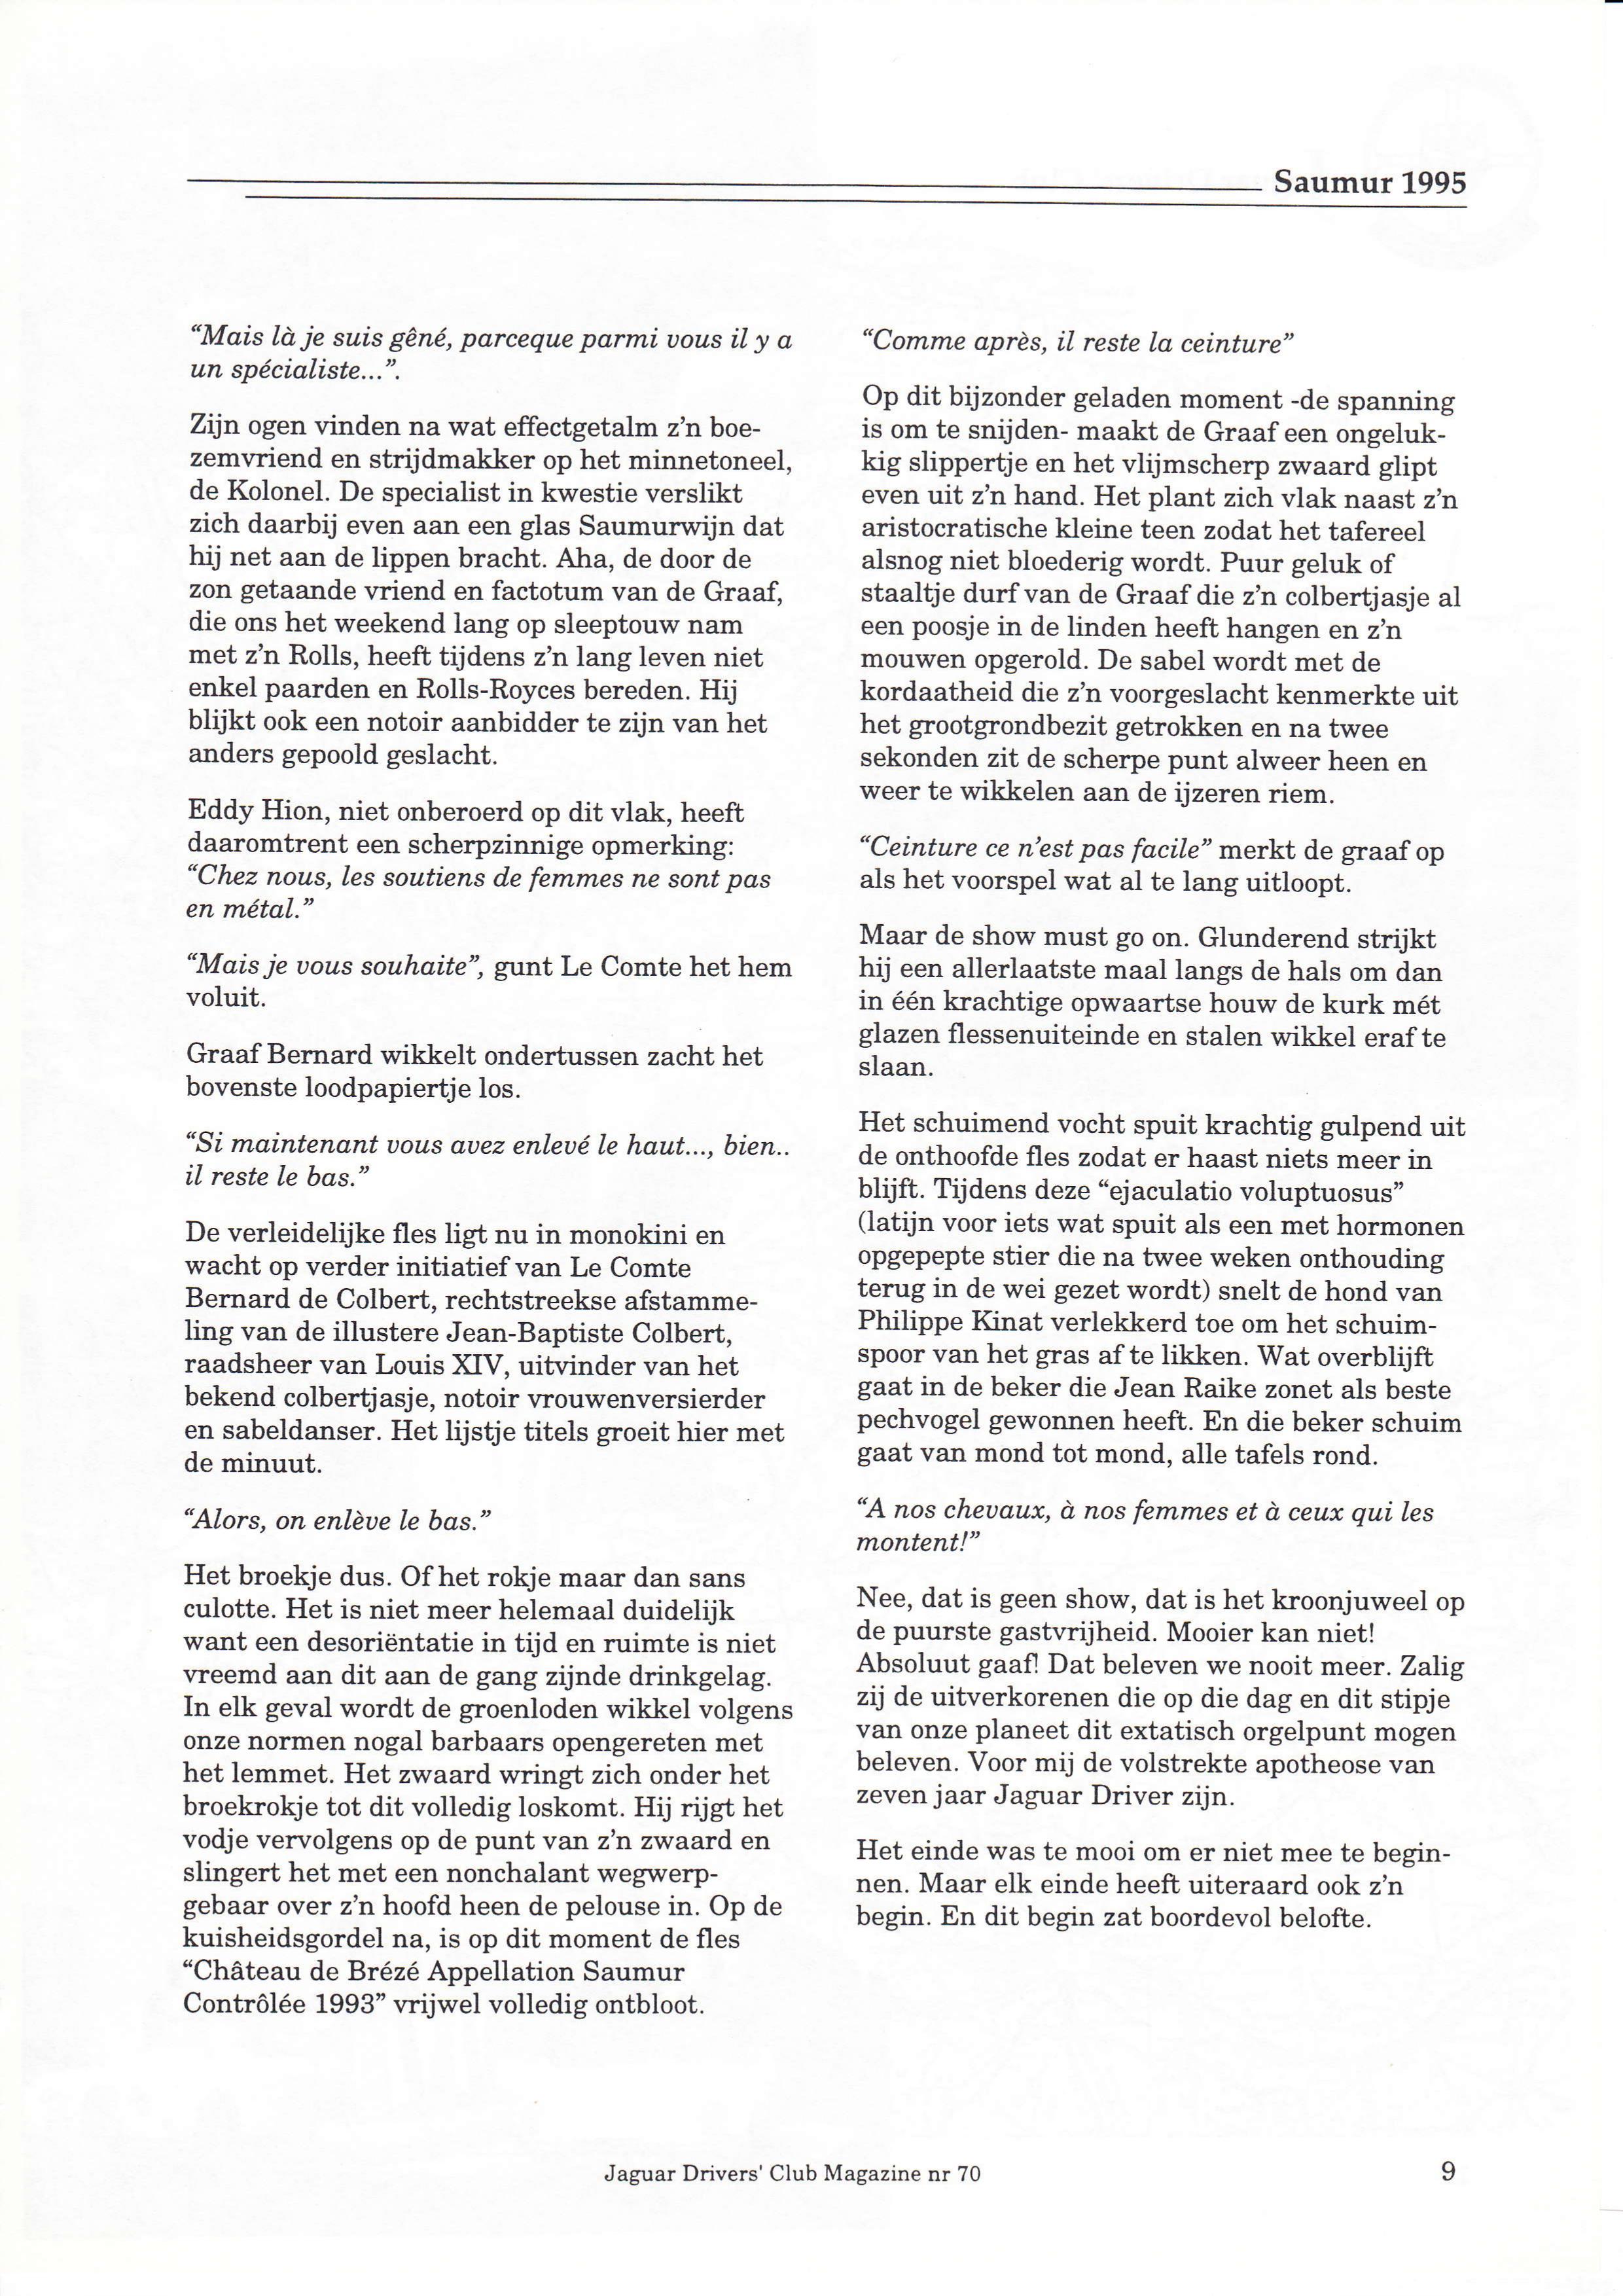 Saumur 1995
“Mais là je suis gêné, parceque parmi vous il y a
un spécialiste...”.
Zijn ogen vinden na wat effectgetalm z’n boe-
zemvriend en strijdmakker op het minnetoneel,
de Kolonel. De specialist in kwestie verslikt
zich daarbij even aan een glas Saumurwijn dat
hij net aan de lippen bracht. Aha, de door de
zon getaande vriend en factotum van de Graaf,
die ons het weekend lang op sleeptouw nam
met z’n Rolls, heeft tijdens z’n lang leven niet
enkel paarden en Rolls-Royces bereden. Hij
blijkt ook een notoir aanbidder te zijn van het
anders gepoold geslacht.
Eddy Hion, niet onberoerd op dit vlak, heeft
daaromtrent een scherpzinnige opmerking:
“Chez nous, les soutiens de femmes ne sont pas
en métal.”
“Mais je vous souhaite”, gunt Le Comte het hem
voluit.
Graaf Bernard wikkelt ondertussen zacht het
bovenste loodpapiertje los.
“Si maintenant vous avez enlevé le haut..., bien..
il reste le bas.”
De verleidelijke fles ligt nu in monokini en
wacht op verder initiatief van Le Comte
Bernard de Colbert, rechtstreekse afstamme-
ling van de illustere Jean-Baptiste Colbert,
raadsheer van Louis XIV, uitvinder van het
bekend colbertjasje, notoir vrouwenversierder
en sabeldanser. Het lijstje titels groeit hier met
de minuut.
“Alors, on enlève le bas.”
Het broekje dus. Of het rokje maar dan sans
culotte. Het is niet meer helemaal duidelijk
want een desoriëntatie in tijd en ruimte is niet
vreemd aan dit aan de gang zijnde drinkgelag.
In elk geval wordt de groenloden wikkel volgens
onze normen nogal barbaars opengereten met
het lemmet. Het zwaard wringt zich onder het
broekrokje tot dit volledig loskomt. Hij rijgt het
vodje vervolgens op de punt van z’n zwaard en
slingert het met een nonchalant wegwerp-
gebaar over z’n hoofd heen de pelouse in. Op de
kuisheidsgordel na, is op dit moment de fles
“Château de Brézé Appellation Saumur
Contrôlée 1993” vrijwel volledig ontbloot.
“Comme après, il reste la ceinture”
Op dit bijzonder geladen moment -de spanning
is om te snijden- maakt de Graaf een ongeluk-
kig slippertje en het vlijmscherp zwaard glipt
even uit z’n hand. Het plant zich vlak naast z’n
aristocratische kleine teen zodat het tafereel
alsnog niet bloederig wordt. Puur geluk of
staaltje durf van de Graaf die z’n colbertjasje al
een poosje in de linden heeft hangen en z’n
mouwen opgerold. De sabel wordt met de
kordaatheid die z’n voorgeslacht kenmerkte uit
het grootgrondbezit getrokken en na twee
sekonden zit de scherpe punt alweer heen en
weer te wikkelen aan de ijzeren riem.
“Ceinture ce n’est pas facile” merkt de graaf op
als het voorspel wat al te lang uitloopt.
Maar de show must go on. Glunderend strijkt
hij een allerlaatste maal langs de hals om dan
in één krachtige opwaartse houw de kurk mét
glazen flessenuiteinde en stalen wikkel eraf te
slaan.
Het schuimend vocht spuit krachtig gulpend uit
de onthoofde fles zodat er haast niets meer in
blijft. Tijdens deze “ejaculatio voluptuosus”
(latijn voor iets wat spuit als een met hormonen
opgepepte stier die na twee weken onthouding
terug in de wei gezet wordt) snelt de hond van
Philippe Kinat verlekkerd toe om het schuim-
spoor van het gras af te likken. Wat overblijft
gaat in de beker die Jean Raike zonet als beste
pechvogel gewonnen heeft. En die beker schuim
gaat van mond tot mond, alle tafels rond.
“A nos chevaux, à nos femmes et à ceux qui les
montent!”
Nee, dat is geen show, dat is het kroonjuweel op
de puurste gastvrijheid. Mooier kan niet!
Absoluut gaaf! Dat beleven we nooit meer. Zalig
zij de uitverkorenen die op die dag en dit stipje
van onze planeet dit extatisch orgelpunt mogen
beleven. Voor mij de volstrekte apotheose van
zeven jaar Jaguar Driver zijn.
Het einde was te mooi om er niet mee te begin-
nen. Maar elk einde heeft uiteraard ook z’n
begin. En dit begin zat boordevol belofte.
Jaguar Drivers' Club Magazine nr 70
9